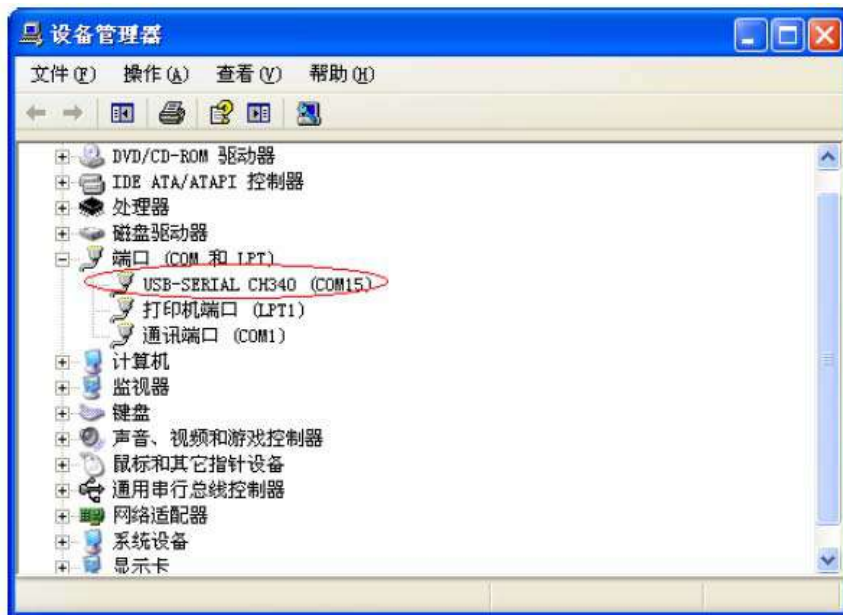 设备管理器
文件(F) 操作(A) 查看(V) 帮助(H)
DVD/CD-ROM 驱动器
IDE ATA/ATAPI 控制器
处理器
磁盘驱动器
端口 (COM 和 LPT)
USB-SERIAL CH340 (COM15)
打印机端口 (LPT1)
通讯端口 (COM1)
计算机
监视器
键盘
声音、视频和游戏控制器
鼠标和其它指针设备
通用串行总线控制器
网络适配器
系统设备
显示卡